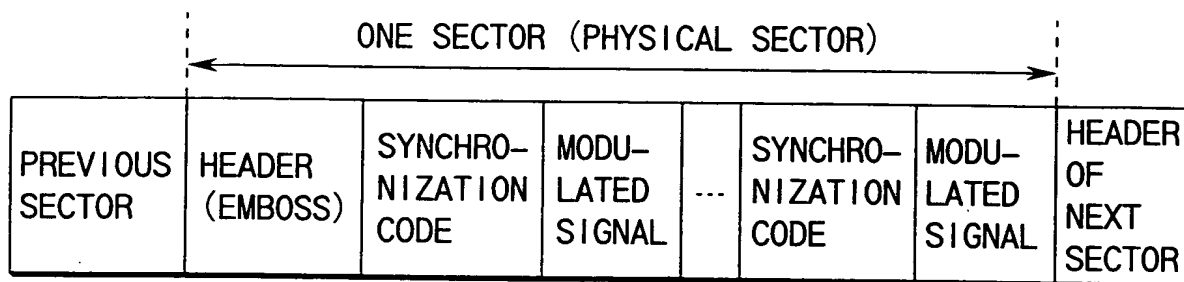 ONE SECTOR (PHYSICAL SECTOR)
PREVIOUS
SECTOR
HEADER
(EMBOSS)
SYNCHRO-
NIZATION
CODE
MODU-
LATED
SIGNAL
...
SYNCHRO-
NIZATION
CODE
MODU-
LATED
SIGNAL
HEADER
OF
NEXT
SECTOR